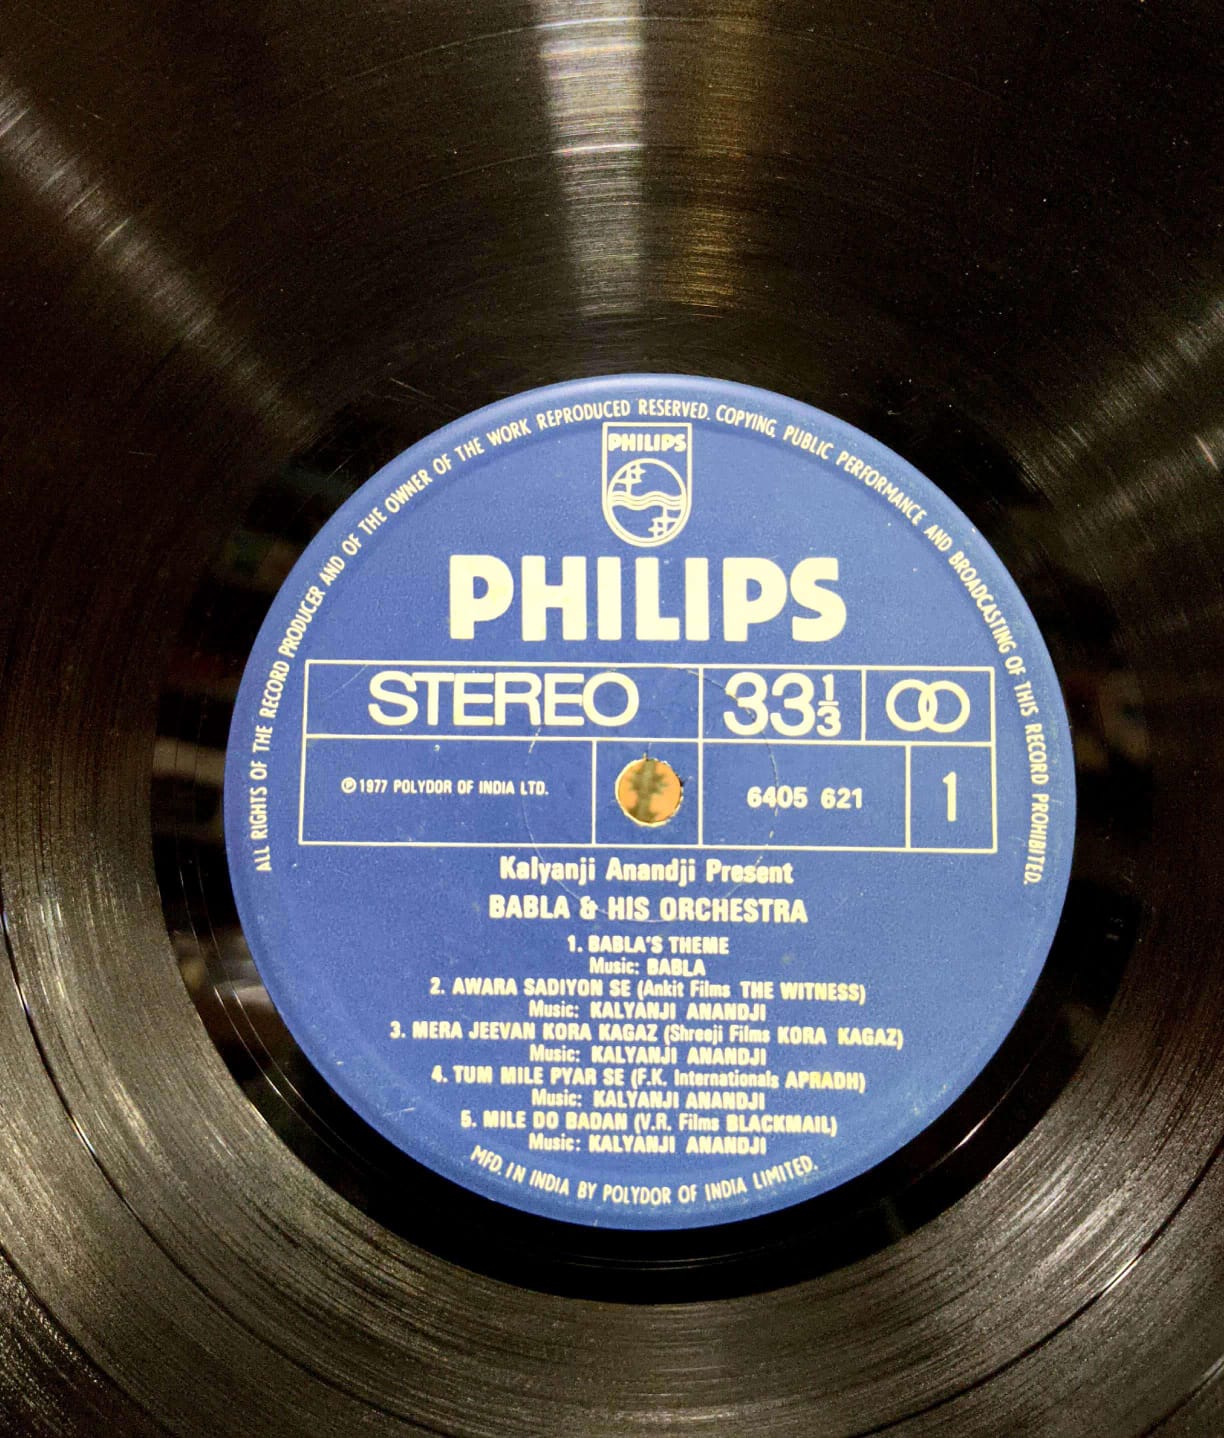 ALL RIGHTS OF THE RECORD PRODUCER AND OF THE OWNER OF THE WORK REPRODUCED RESERVED. COPYING, PUBLIC PERFORMANCE AND BROADCASTING OF THIS RECORD PROHIBITED.
PHILIPS
PHILIPS
STEREO 33 1/3
℗ 1977 POLYDOR OF INDIA LTD. 6405 621 1
Kalyanji Anandji Present
BABLA & HIS ORCHESTRA
1. BABLA'S THEME
Music: BABLA
2. AWARA SADIYON SE (Ankit Films THE WITNESS)
Music: KALYANJI ANANDJI
3. MERA JEEVAN KORA KAGAZ (Shreeji Films KORA KAGAZ)
Music: KALYANJI ANANDJI
4. TUM MILE PYAR SE (F.K. Internationals APRADH)
Music: KALYANJI ANANDJI
5. MILE DO BADAN (V.R. Films BLACKMAIL)
Music: KALYANJI ANANDJI
MFD. IN INDIA BY POLYDOR OF INDIA LIMITED.